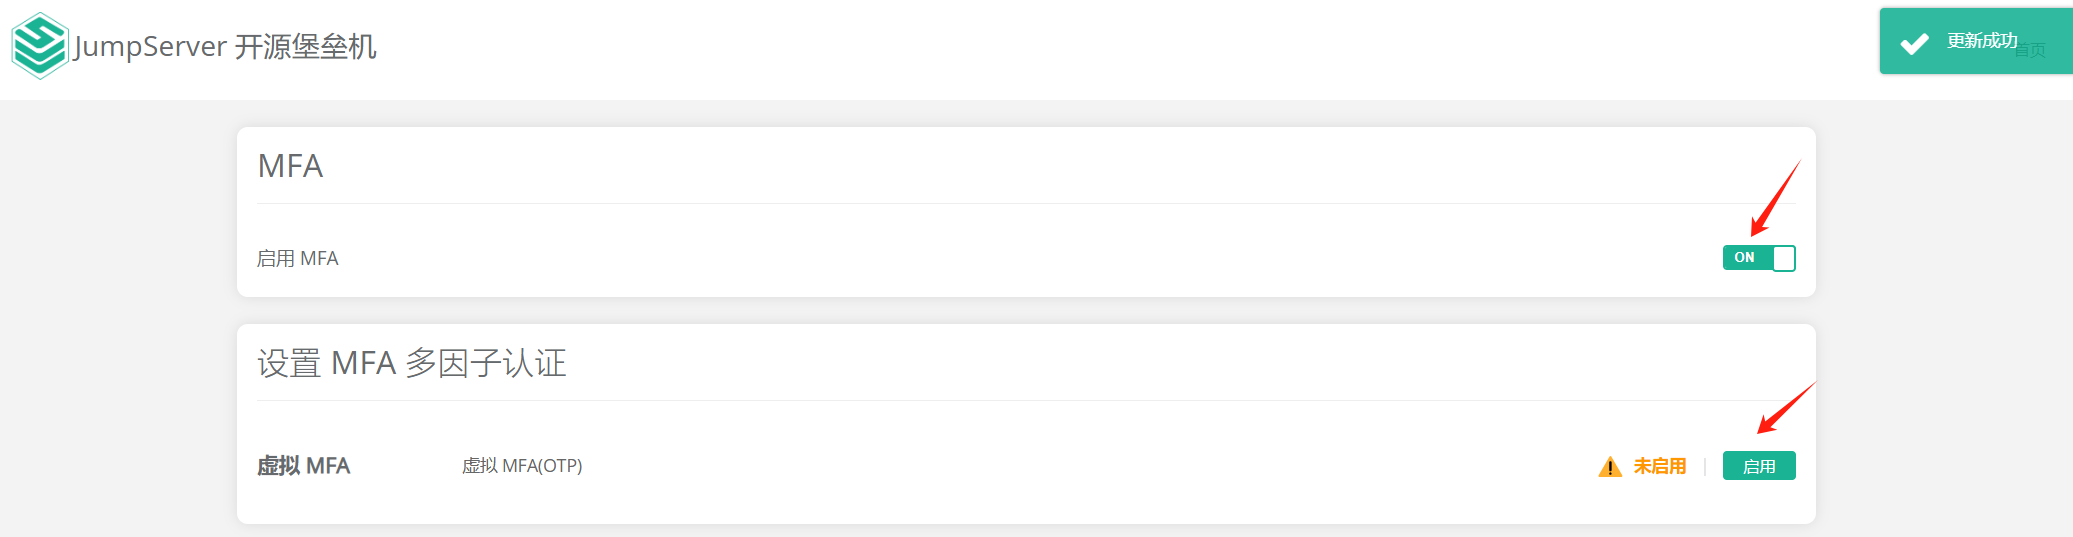 JumpServer 开源堡垒机
更新成功
首页
MFA
启用 MFA
ON
设置 MFA 多因子认证
虚拟 MFA
虚拟 MFA(OTP)
未启用
启用